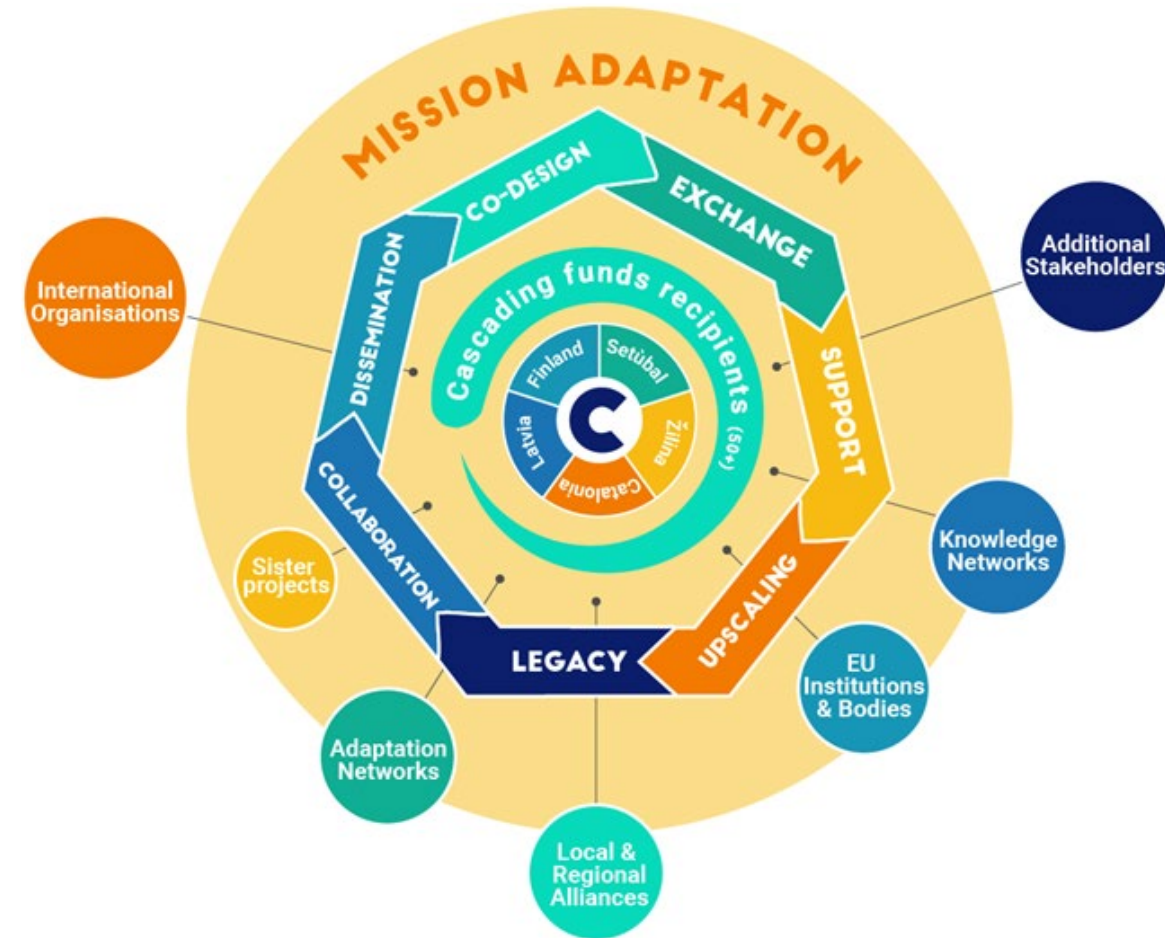 MISSION ADAPTATION
CO-DESIGN
EXCHANGE
SUPPORT
UPSCALING
LEGACY
COLLABORATION
DISSEMINATION
Cascading funds recipients (50+)
Finland
Setùbal
Žilina
Catalonia
Latvia
C
International
Organisations
Additional
Stakeholders
Knowledge
Networks
EU
Institutions
& Bodies
Local &
Regional
Alliances
Adaptation
Networks
Sister
projects